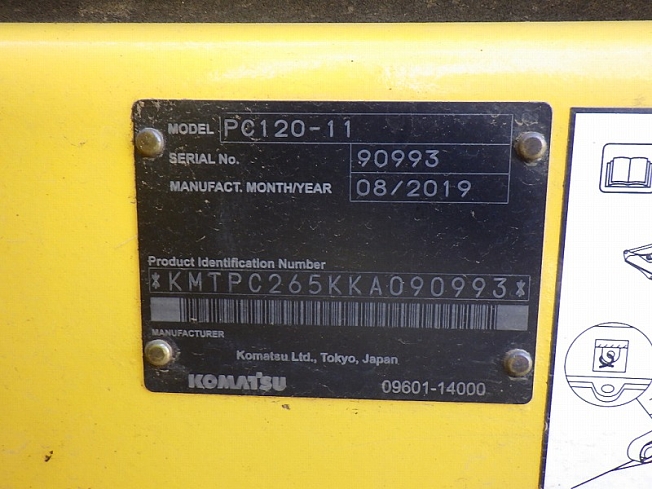 MODEL PC120-11
SERIAL No. 90993
MANUFACT. MONTH/YEAR 08/2019
Product Identification Number
*KMTPC265KKA090993*
MANUFACTURER
Komatsu Ltd., Tokyo, Japan
KOMATSU 09601-14000